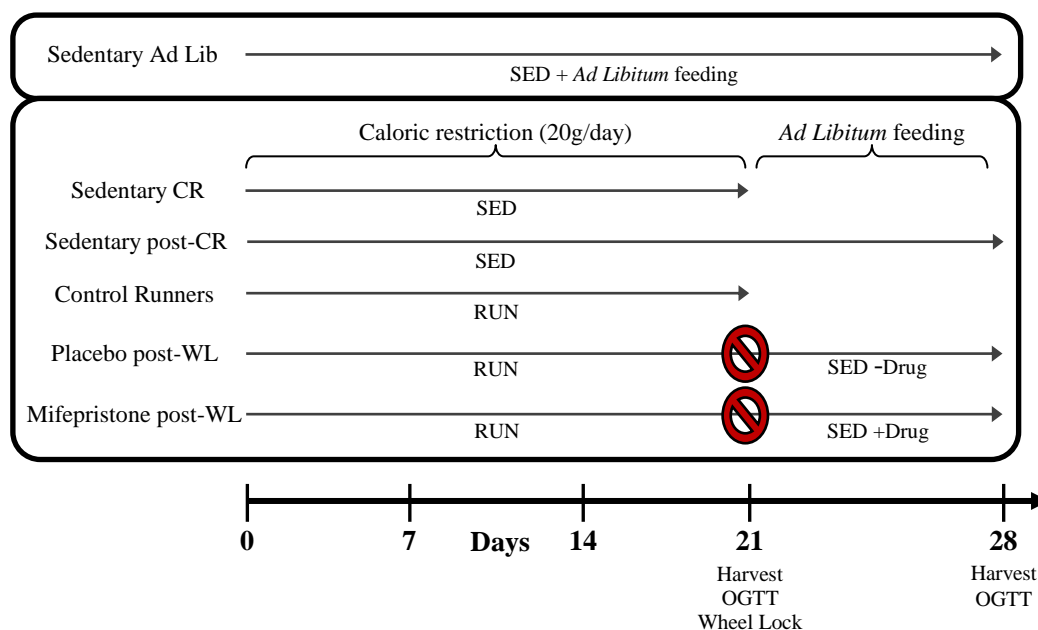 Sedentary Ad Lib
SED + Ad Libitum feeding
Caloric restriction (20g/day)
Ad Libitum feeding
Sedentary CR
SED
Sedentary post-CR
SED
Control Runners
RUN
Placebo post-WL
RUN
SED -Drug
Mifepristone post-WL
RUN
SED +Drug
0
7
Days
14
21
28
Harvest
OGTT
Wheel Lock
Harvest
OGTT